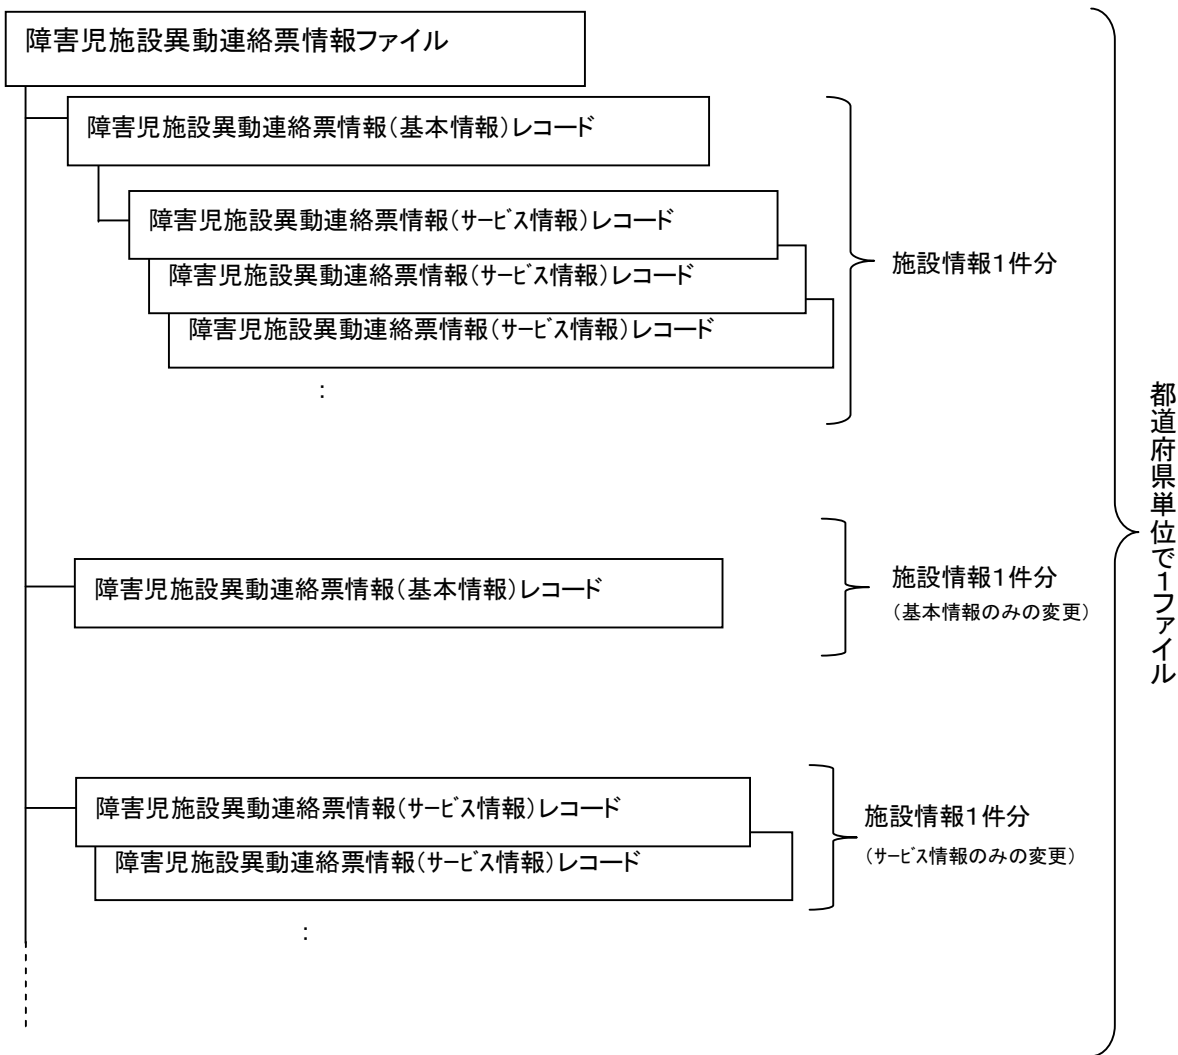 障害児施設異動連絡票情報ファイル
障害児施設異動連絡票情報（基本情報）レコード
障害児施設異動連絡票情報（ｻｰﾋﾞｽ情報）レコード
障害児施設異動連絡票情報（ｻｰﾋﾞｽ情報）レコード
障害児施設異動連絡票情報（ｻｰﾋﾞｽ情報）レコード
：
施設情報１件分
障害児施設異動連絡票情報（基本情報）レコード
施設情報１件分
（基本情報のみの変更）
障害児施設異動連絡票情報（ｻｰﾋﾞｽ情報）レコード
障害児施設異動連絡票情報（ｻｰﾋﾞｽ情報）レコード
：
施設情報１件分
（ｻｰﾋﾞｽ情報のみの変更）
都道府県単位で１ファイル